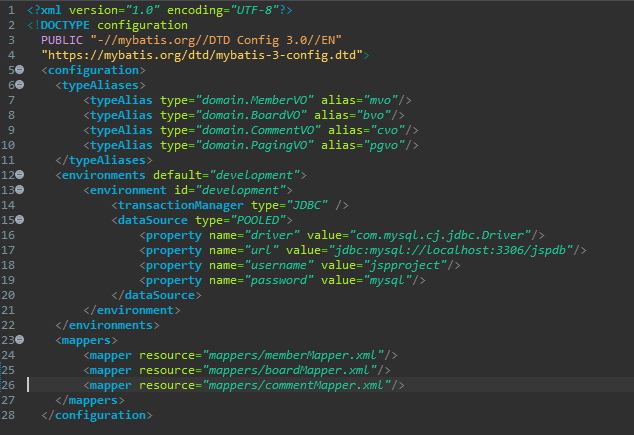 1 <?xml version="1.0" encoding="UTF-8"?>
2 <!DOCTYPE configuration
3   PUBLIC "-//mybatis.org//DTD Config 3.0//EN"
4   "https://mybatis.org/dtd/mybatis-3-config.dtd">
5   <configuration>
6     <typeAliases>
7         <typeAlias type="domain.MemberVO" alias="mvo"/>
8         <typeAlias type="domain.BoardVO" alias="bvo"/>
9         <typeAlias type="domain.CommentVO" alias="cvo"/>
10         <typeAlias type="domain.PagingVO" alias="pgvo"/>
11     </typeAliases>
12     <environments default="development">
13         <environment id="development">
14             <transactionManager type="JDBC" />
15             <dataSource type="POOLED">
16                 <property name="driver" value="com.mysql.cj.jdbc.Driver"/>
17                 <property name="url" value="jdbc:mysql://localhost:3306/jspdb"/>
18                 <property name="username" value="jspproject"/>
19                 <property name="password" value="mysql"/>
20             </dataSource>
21         </environment>
22     </environments>
23     <mappers>
24         <mapper resource="mappers/memberMapper.xml"/>
25         <mapper resource="mappers/boardMapper.xml"/>
26         <mapper resource="mappers/commentMapper.xml"/>
27     </mappers>
28   </configuration>